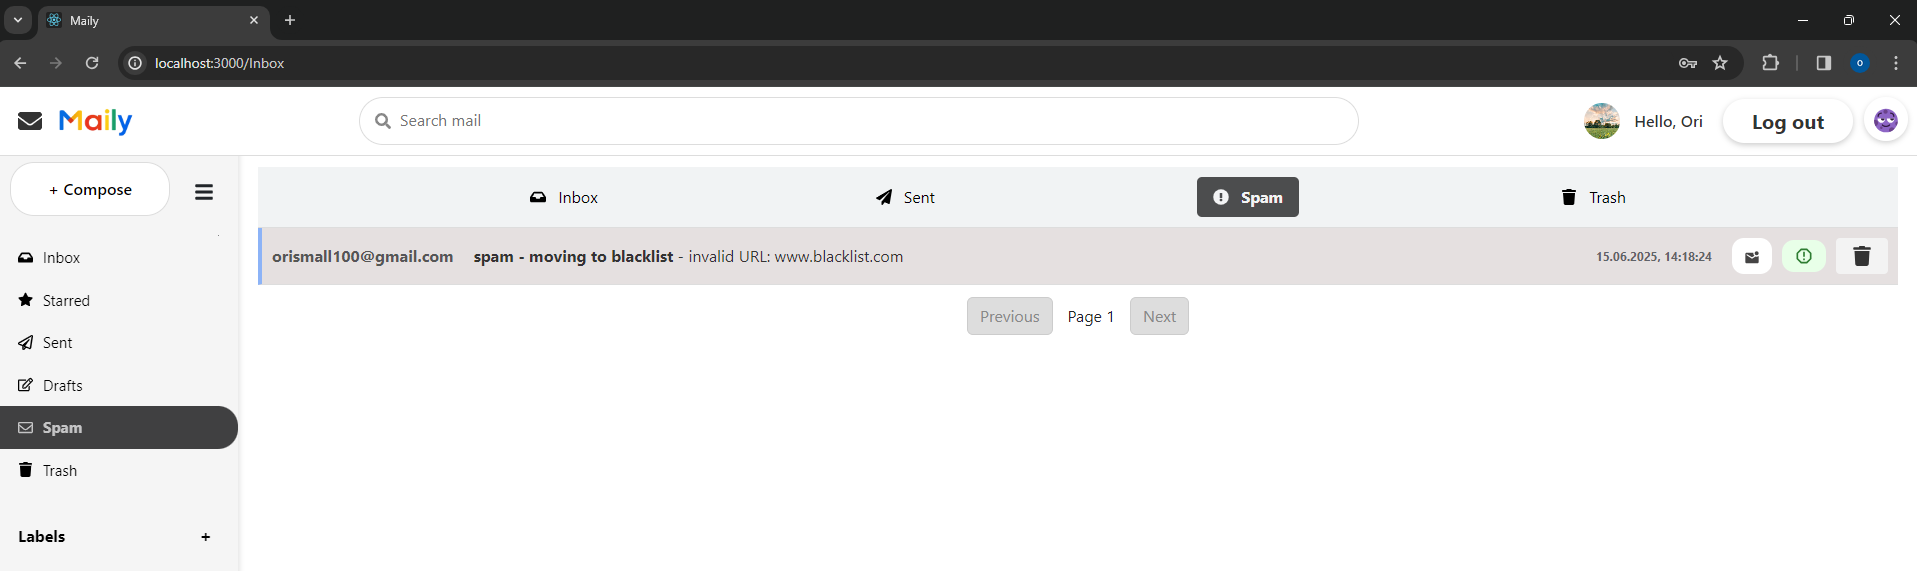 Maily
localhost:3000/Inbox
Maily
Search mail
Hello, Ori
Log out
+ Compose
Inbox
Starred
Sent
Drafts
Spam
Trash
Labels +
Inbox Sent Spam Trash
orismall100@gmail.com spam - moving to blacklist - invalid URL: www.blacklist.com 15.06.2025, 14:18:24
Previous Page 1 Next